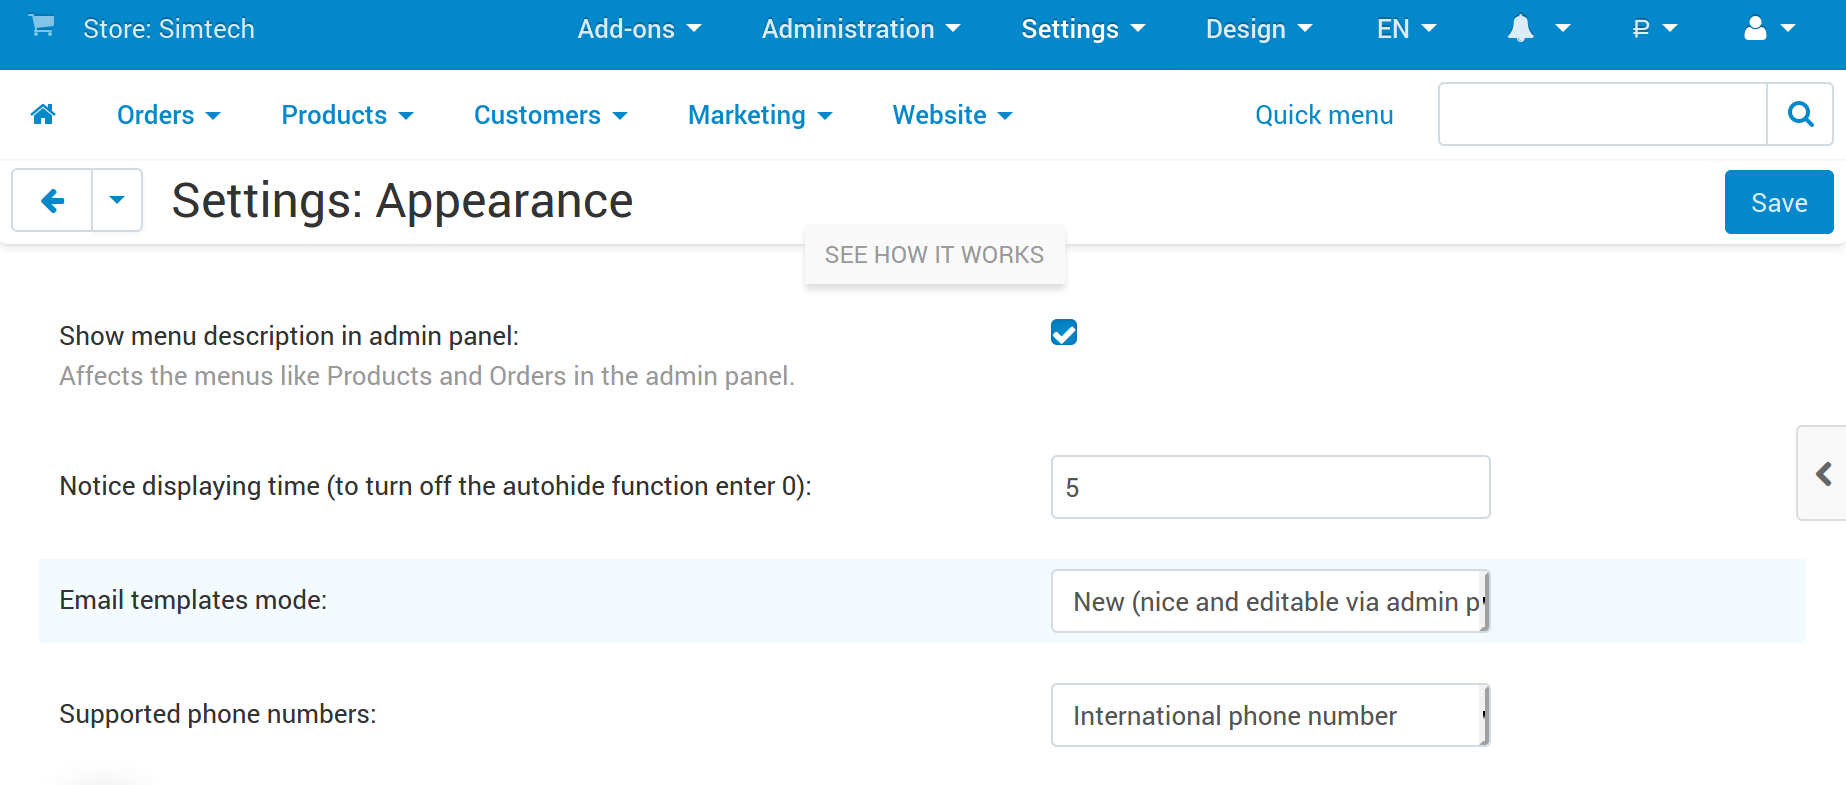 Store: Simtech Add-ons Administration Settings Design EN ₽
Orders Products Customers Marketing Website Quick menu
Settings: Appearance Save
SEE HOW IT WORKS
Show menu description in admin panel:
Affects the menus like Products and Orders in the admin panel.
Notice displaying time (to turn off the autohide function enter 0): 5
Email templates mode: New (nice and editable via admin p
Supported phone numbers: International phone number